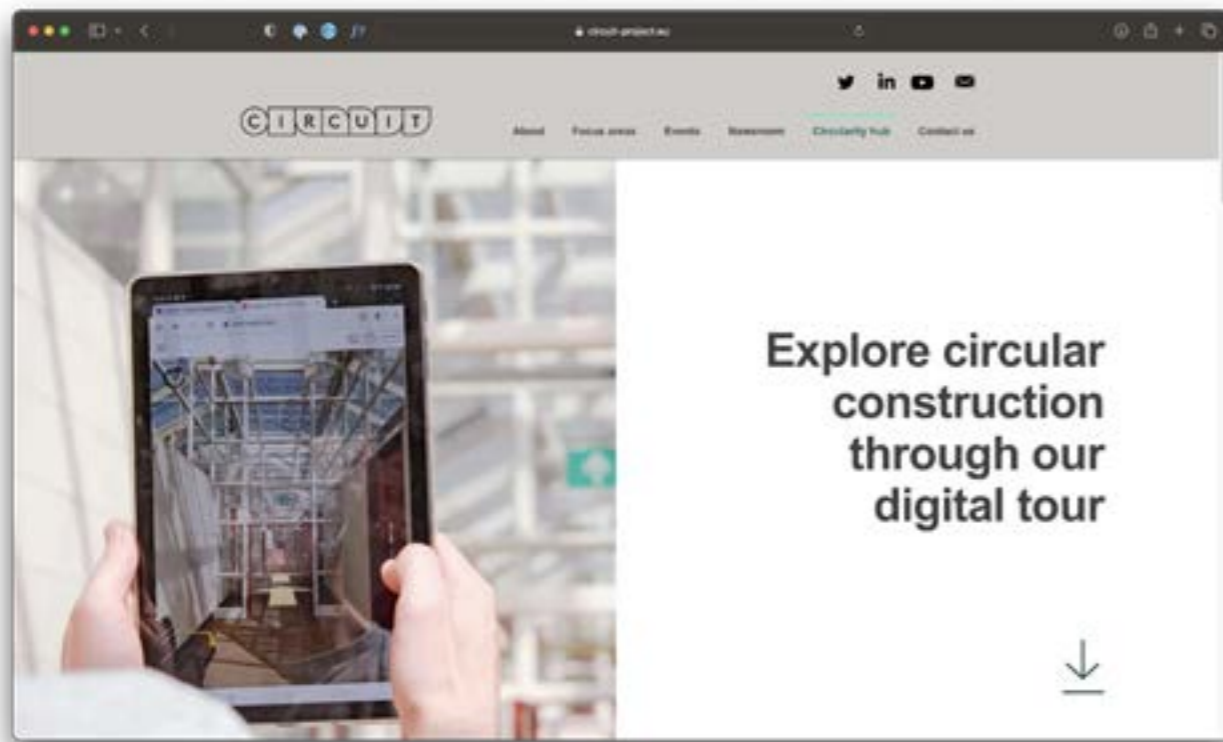 circuit-project.eu
CIRCUIT
About Focus areas Events Newsroom Circularity hub Contact us
Explore circular
construction
through our
digital tour